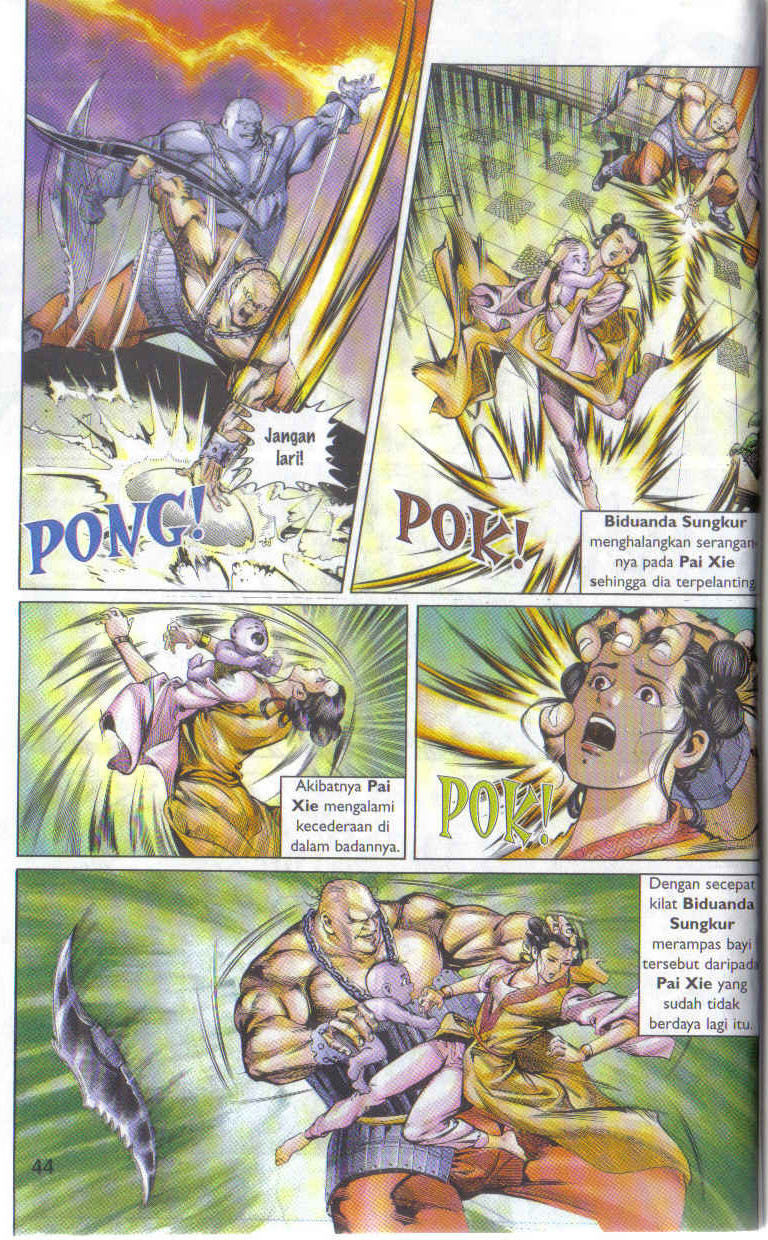 Jangan
lari!
PONG!
POK!
Biduanda Sungkur
menghalangkan serangan-
nya pada Pai Xie
sehingga dia terpelanting.
Akibatnya Pai
Xie mengalami
kecederaan di
dalam badannya.
POK!
Dengan secepat
kilat Biduanda
Sungkur
merampas bayi
tersebut daripada
Pai Xie yang
sudah tidak
berdaya lagi itu.
44